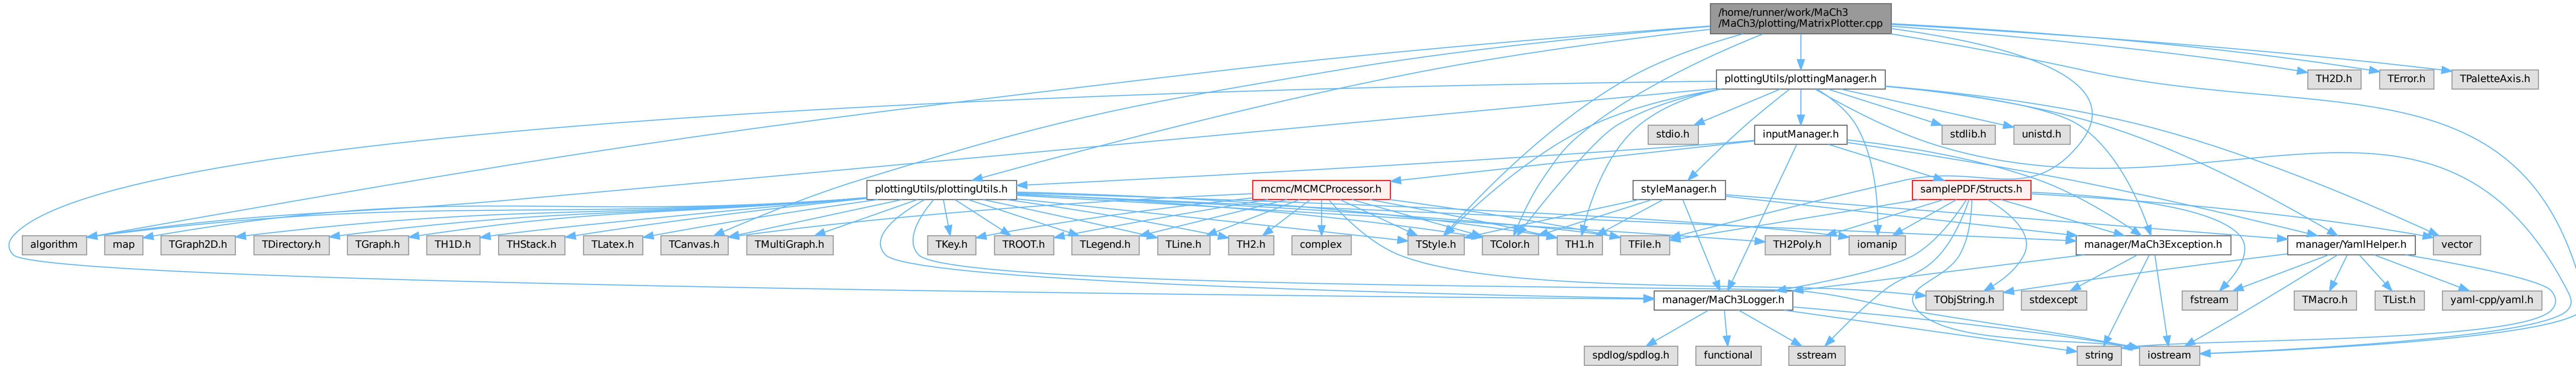 /home/runner/work/MaCh3
/MaCh3/plotting/MatrixPlotter.cpp
plottingUtils/plottingManager.h
TH2D.h
TError.h
TPaletteAxis.h
stdio.h
inputManager.h
stdlib.h
unistd.h
plottingUtils/plottingUtils.h
mcmc/MCMCProcessor.h
styleManager.h
samplePDF/Structs.h
algorithm
map
TGraph2D.h
TDirectory.h
TGraph.h
TH1D.h
THStack.h
TLatex.h
TCanvas.h
TMultiGraph.h
TKey.h
TROOT.h
TLegend.h
TLine.h
TH2.h
complex
TStyle.h
TColor.h
TH1.h
TFile.h
TH2Poly.h
iomanip
manager/MaCh3Exception.h
manager/YamlHelper.h
vector
manager/MaCh3Logger.h
TObjString.h
stdexcept
fstream
TMacro.h
TList.h
yaml-cpp/yaml.h
spdlog/spdlog.h
functional
sstream
string
iostream